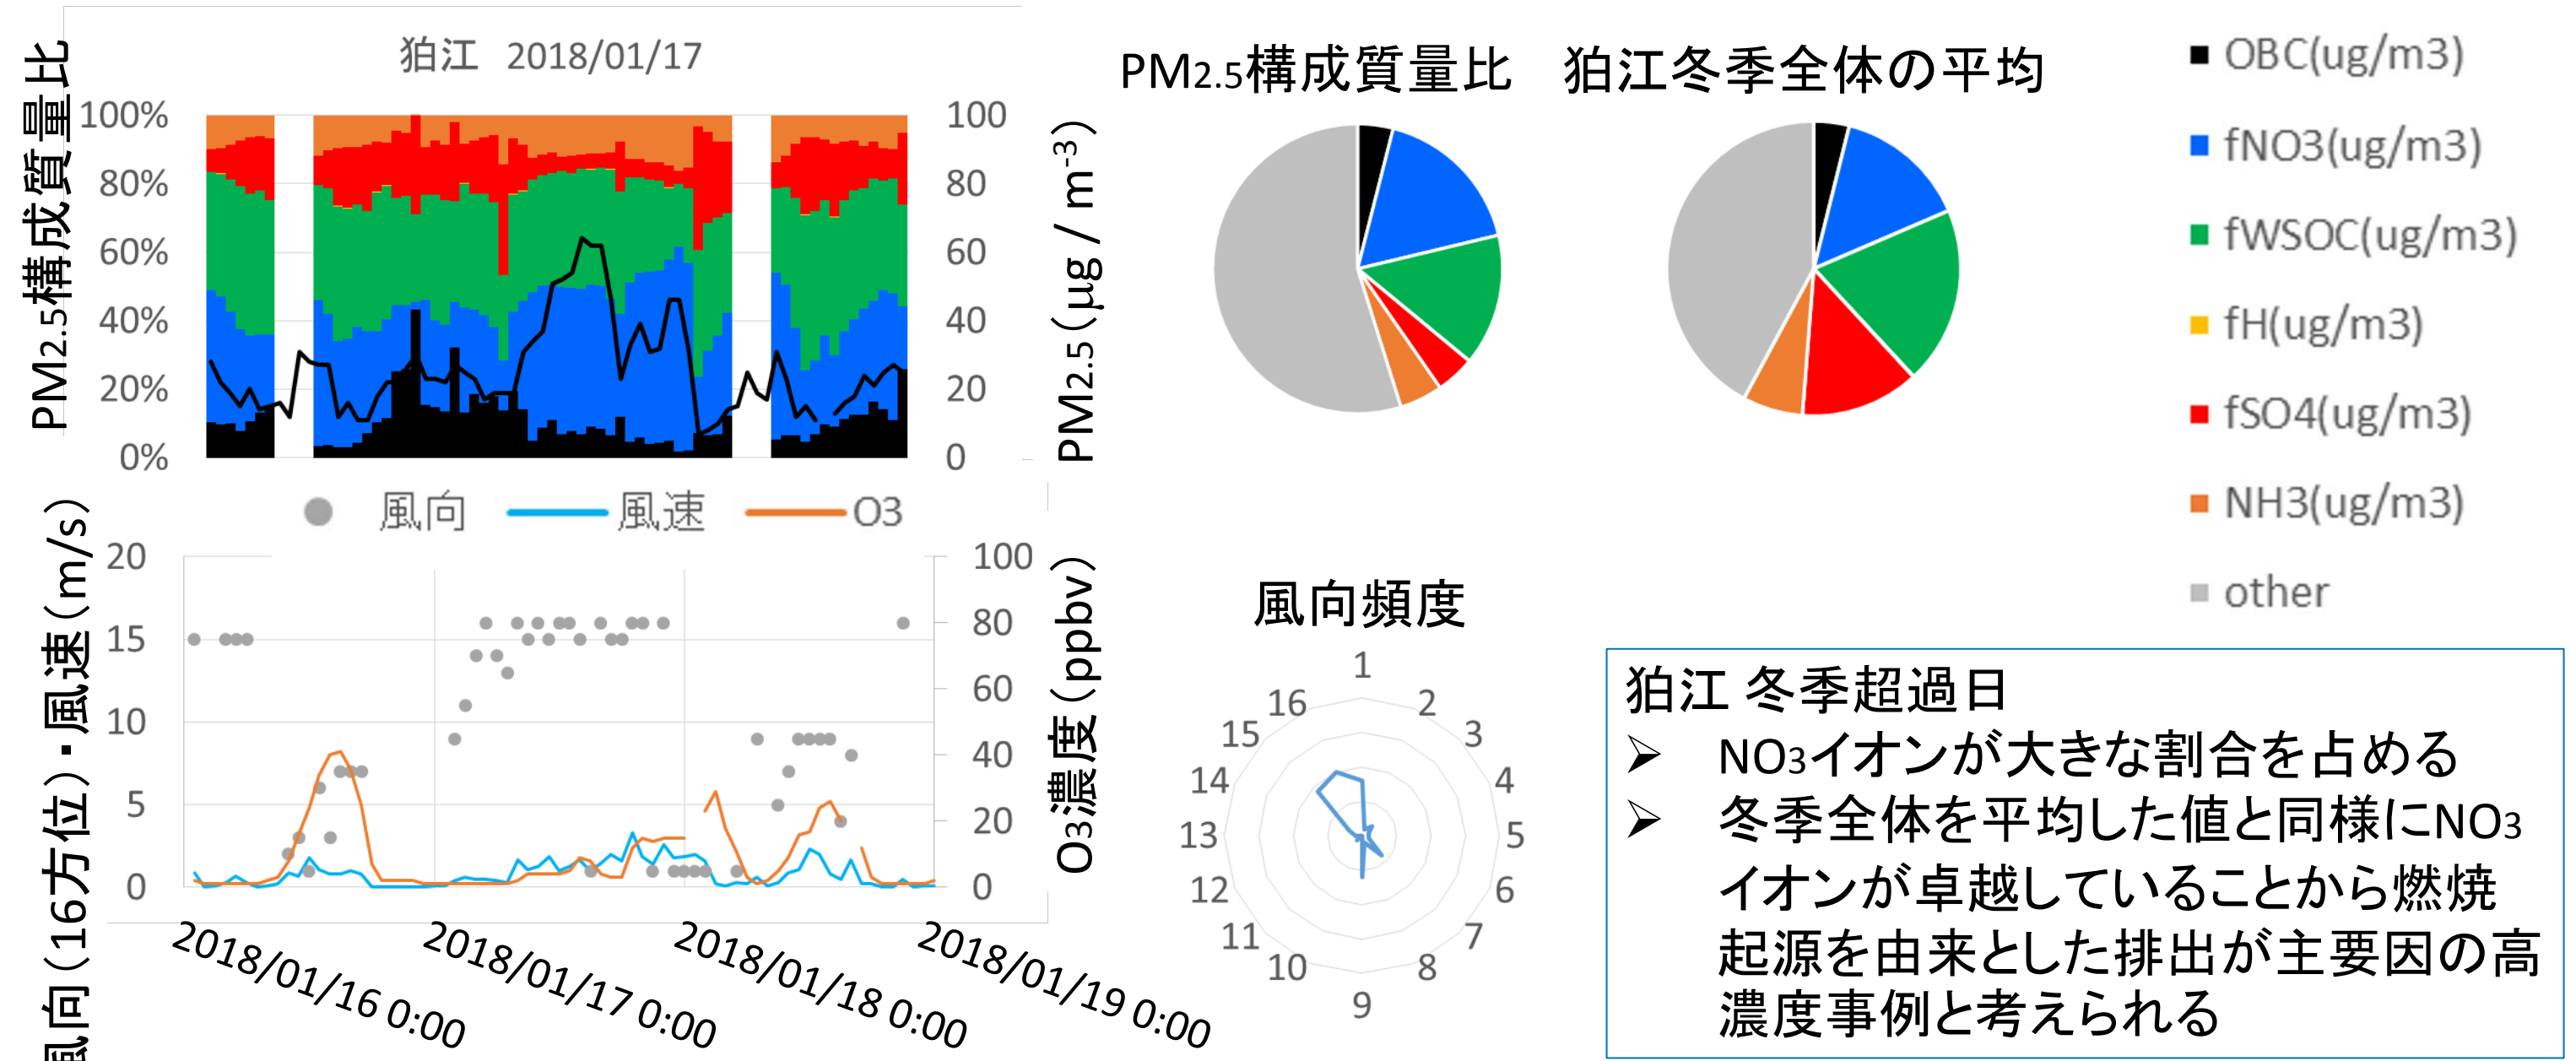 狛江 2018/01/17
PM2.5構成質量比
100%
80%
60%
40%
20%
0%
100
80
60
40
20
0
PM2.5（μg / m-3）
PM2.5構成質量比
狛江冬季全体の平均
OBC(ug/m3)
fNO3(ug/m3)
fWSOC(ug/m3)
fH(ug/m3)
fSO4(ug/m3)
NH3(ug/m3)
other
風向
風速
O3
風向（16方位）・風速（m/s）
20
15
10
5
0
100
80
60
40
20
0
O3濃度（ppbv）
2018/01/16 0:00
2018/01/17 0:00
2018/01/18 0:00
2018/01/19 0:00
風向頻度
1
2
3
4
5
6
7
8
9
10
11
12
13
14
15
16
狛江 冬季超過日
➢ NO3イオンが大きな割合を占める
➢ 冬季全体を平均した値と同様にNO3
イオンが卓越していることから燃焼
起源を由来とした排出が主要因の高
濃度事例と考えられる